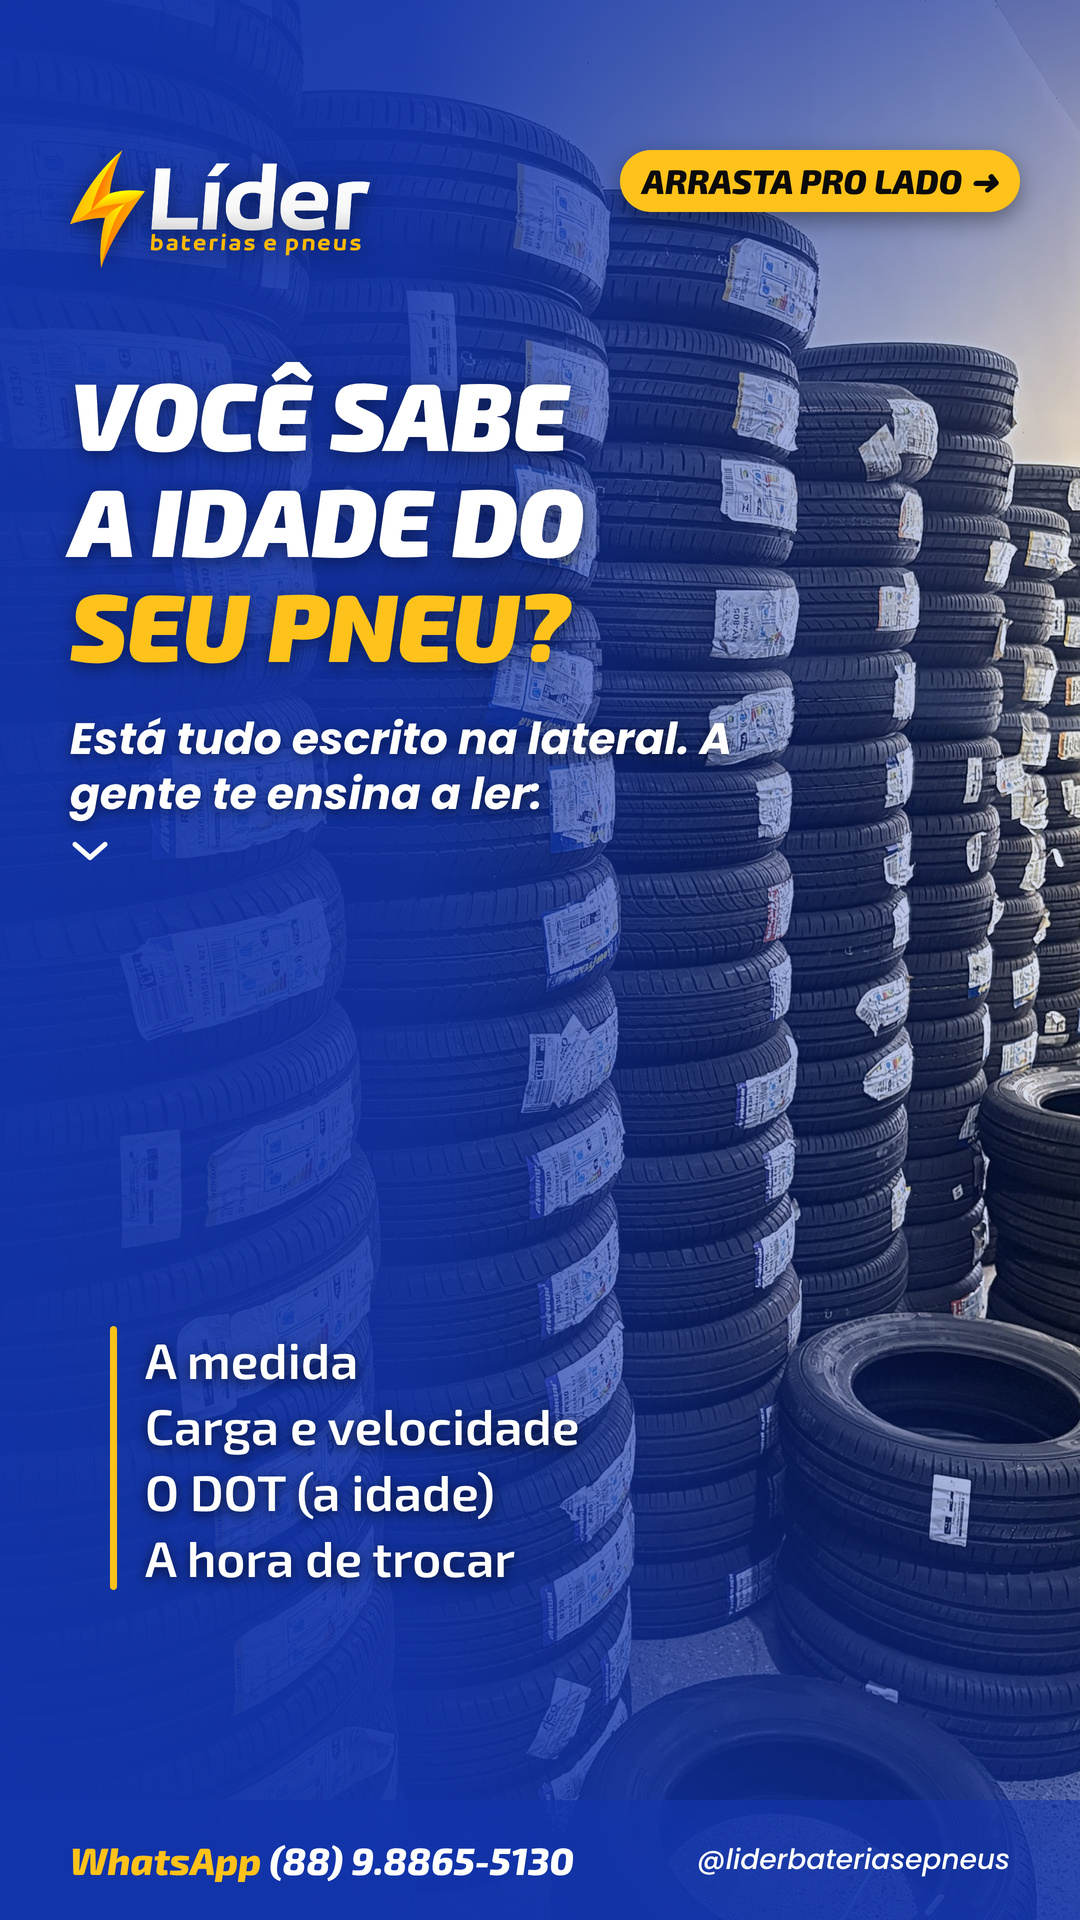 Líder
baterias e pneus
ARRASTA PRO LADO →
VOCÊ SABE
A IDADE DO
SEU PNEU?
Está tudo escrito na lateral. A
gente te ensina a ler:
A medida
Carga e velocidade
O DOT (a idade)
A hora de trocar
WhatsApp (88) 9.8865-5130
@liderbateriasepneus